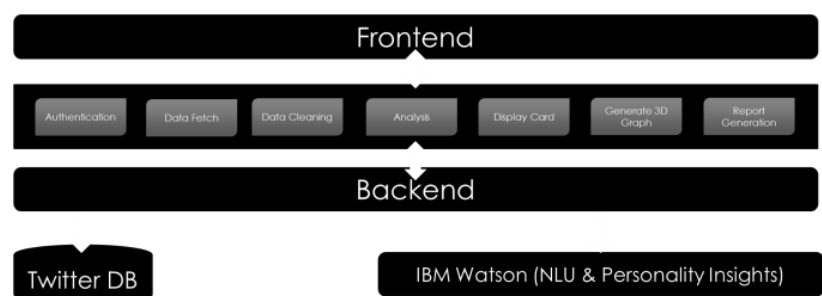 Frontend
Authentication
Data Fetch
Data Cleaning
Analysis
Display Card
Generate 3D
Graph
Report
Generation
Backend
Twitter DB
IBM Watson (NLU & Personality Insights)